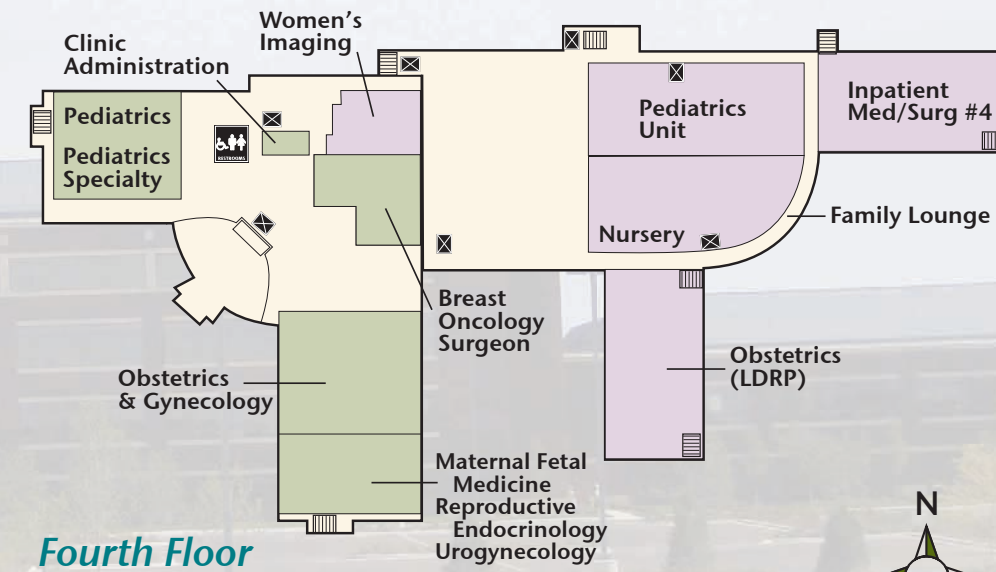 Women's
Imaging
Clinic
Administration
Pediatrics
Pediatrics
Specialty
RESTROOMS
Pediatrics
Unit
Inpatient
Med/Surg #4
Nursery
Family Lounge
Breast
Oncology
Surgeon
Obstetrics
& Gynecology
Obstetrics
(LDRP)
Maternal Fetal
Medicine
Reproductive
Endocrinology
Urogynecology
N
Fourth Floor